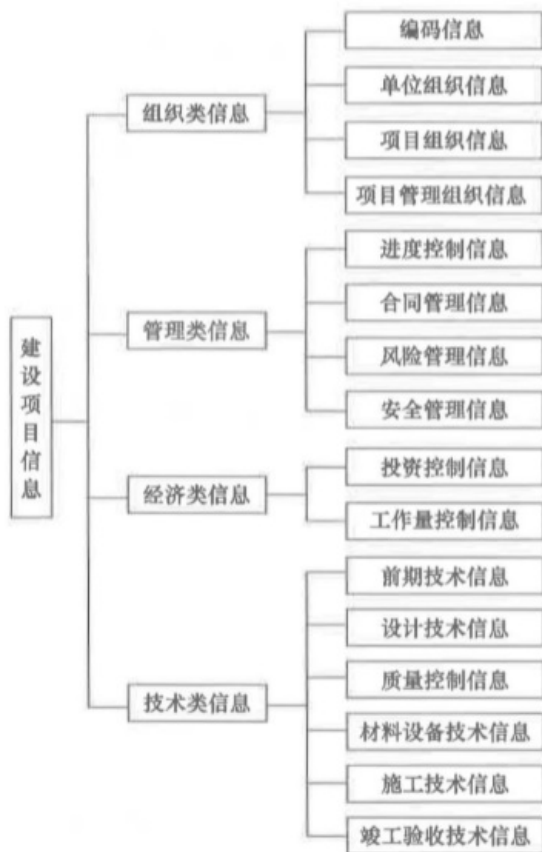 建设项目信息
组织类信息
编码信息
单位组织信息
项目组织信息
项目管理组织信息
管理类信息
进度控制信息
合同管理信息
风险管理信息
安全管理信息
经济类信息
投资控制信息
工作量控制信息
技术类信息
前期技术信息
设计技术信息
质量控制信息
材料设备技术信息
施工技术信息
竣工验收技术信息